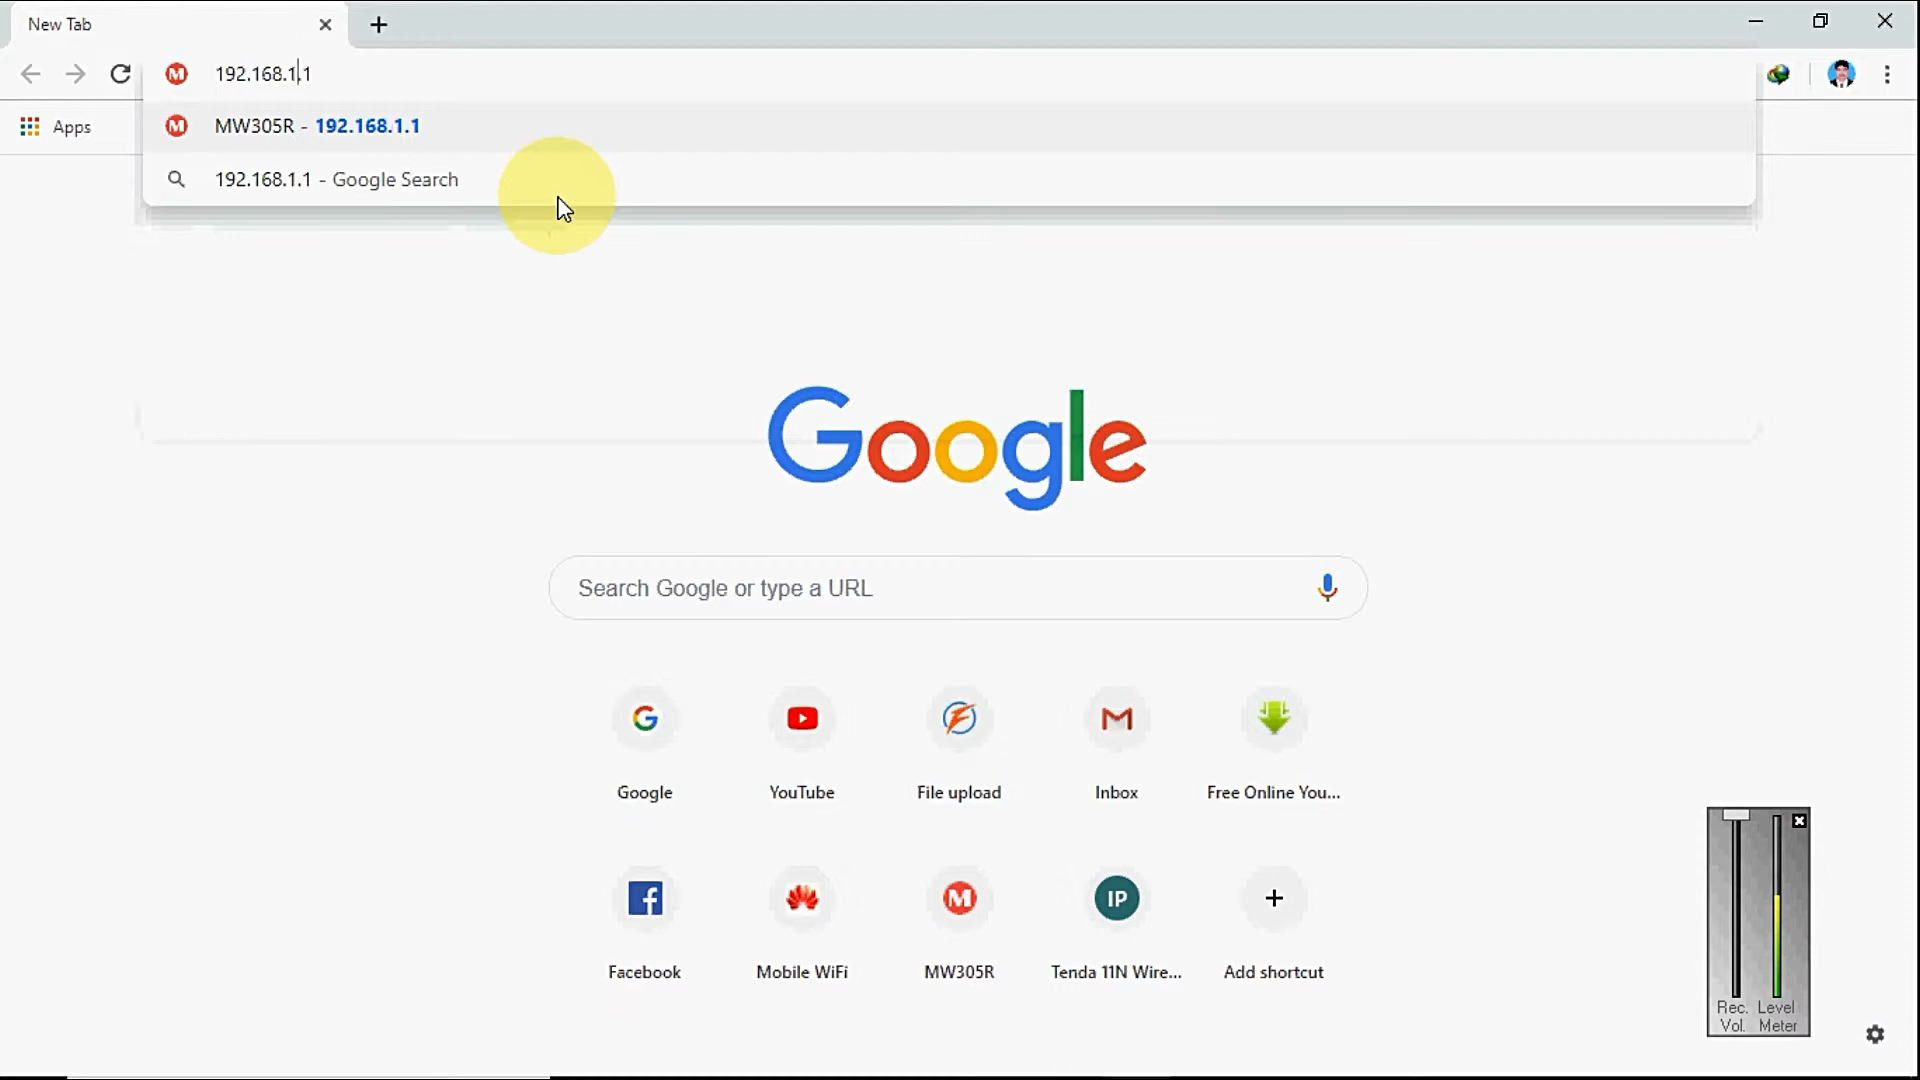 New Tab
192.168.1.1
Apps
MW305R - 192.168.1.1
192.168.1.1 - Google Search
Google
Search Google or type a URL
Google
YouTube
File upload
Inbox
Free Online You...
IP
Facebook
Mobile WiFi
MW305R
Tenda 11N Wire...
Add shortcut
Rec. Level
Vol. Meter